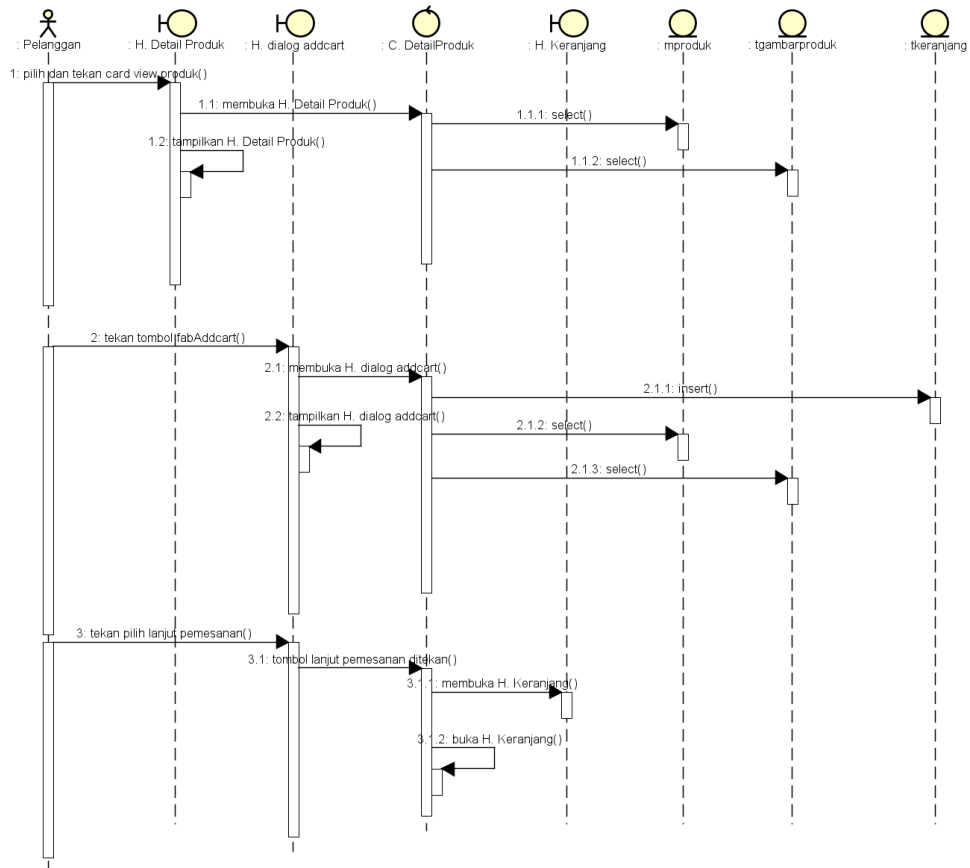 : Pelanggan
: H. Detail Produk
: H. dialog addcart
: C. DetailProduk
: H. Keranjang
: mproduk
: tgambarproduk
: tkeranjang
1: pilih dan tekan card view produk()
1.1: membuka H. Detail Produk()
1.1.1: select()
1.2: tampilkan H. Detail Produk()
1.1.2: select()
2: tekan tombol fabAddcart()
2.1: membuka H. dialog addcart()
2.1.1: insert()
2.2: tampilkan H. dialog addcart()
2.1.2: select()
2.1.3: select()
3: tekan pilih lanjut pemesanan()
3.1: tombol lanjut pemesanan ditekan()
3.1.1: membuka H. Keranjang()
3.1.2: buka H. Keranjang()